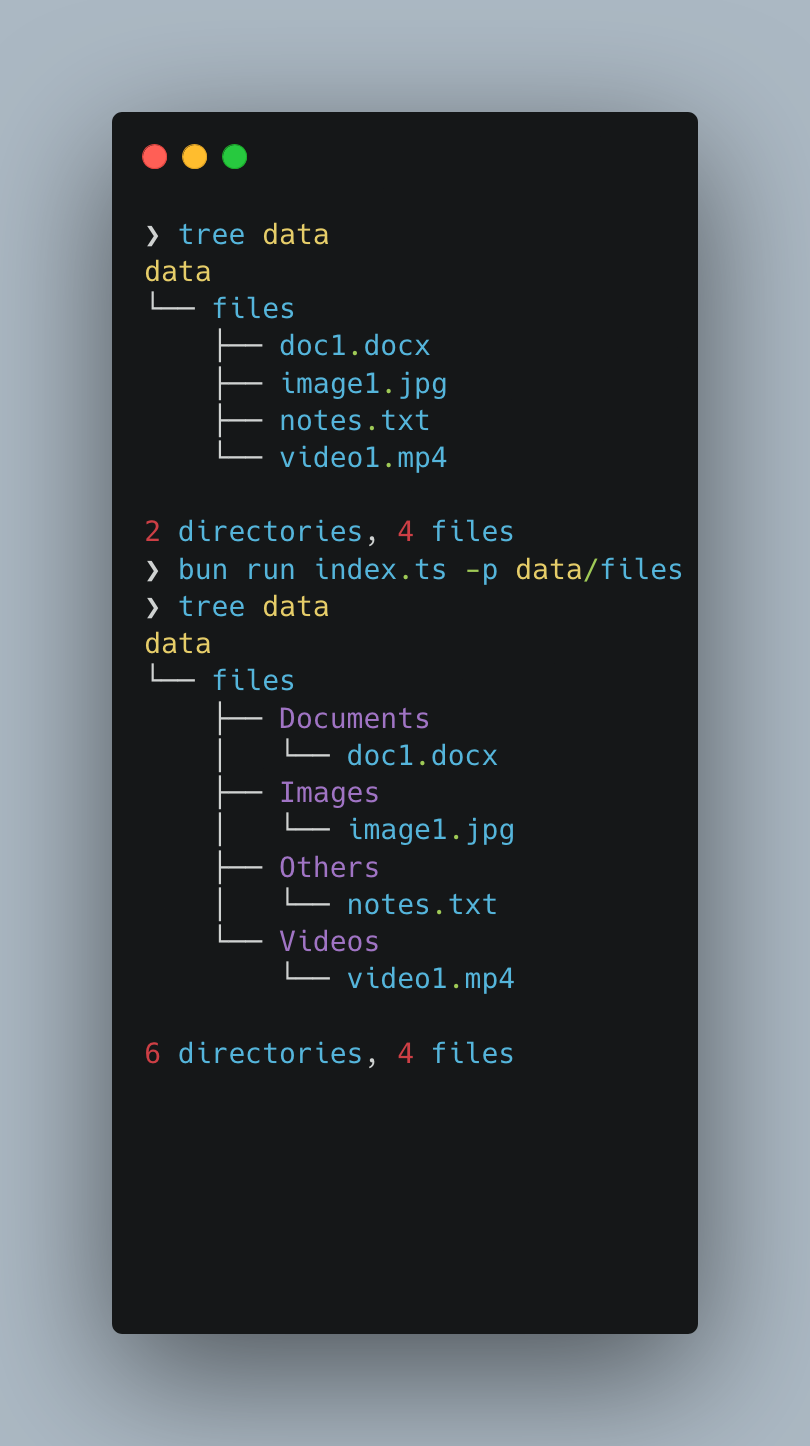 ❯ tree data
data
└── files
    ├── doc1.docx
    ├── image1.jpg
    ├── notes.txt
    └── video1.mp4

2 directories, 4 files
❯ bun run index.ts -p data/files
❯ tree data
data
└── files
    ├── Documents
    │   └── doc1.docx
    ├── Images
    │   └── image1.jpg
    ├── Others
    │   └── notes.txt
    └── Videos
        └── video1.mp4

6 directories, 4 files